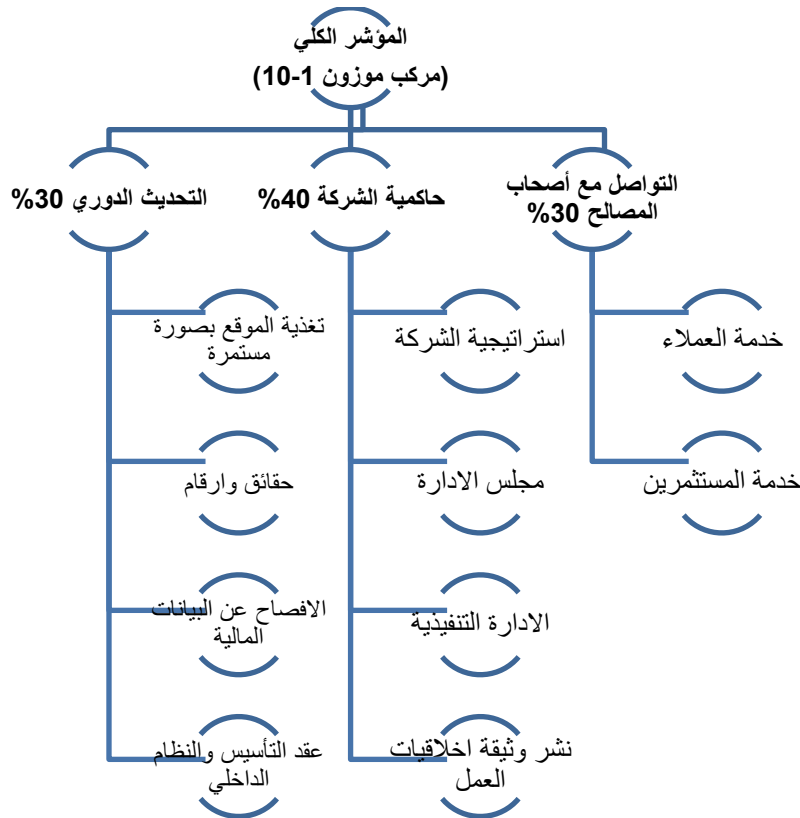 المؤشر الكلي
(مركب موزون 1-10)
التواصل مع أصحاب
المصالح 30%
حاكمية الشركة 40%
التحديث الدوري 30%
خدمة العملاء
استراتيجية الشركة
تغذية الموقع بصورة
مستمرة
خدمة المستثمرين
مجلس الادارة
حقائق وارقام
الادارة التنفيذية
الافصاح عن البيانات
المالية
نشر وثيقة اخلاقيات
العمل
عقد التأسيس والنظام
الداخلي